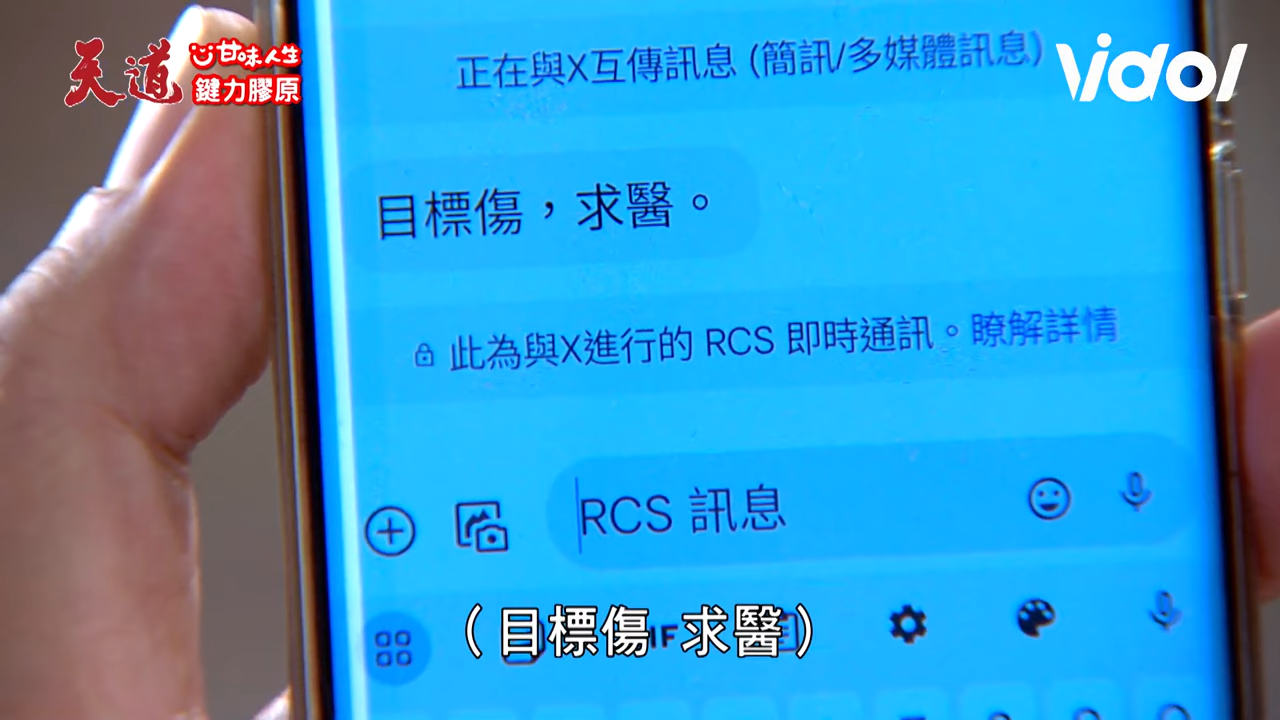 天道
甘味人生
鍵力膠原
Vidol
正在與X互傳訊息 (簡訊/多媒體訊息)
目標傷，求醫。
此為與X進行的 RCS 即時通訊。瞭解詳情
RCS 訊息
（目標傷 求醫）